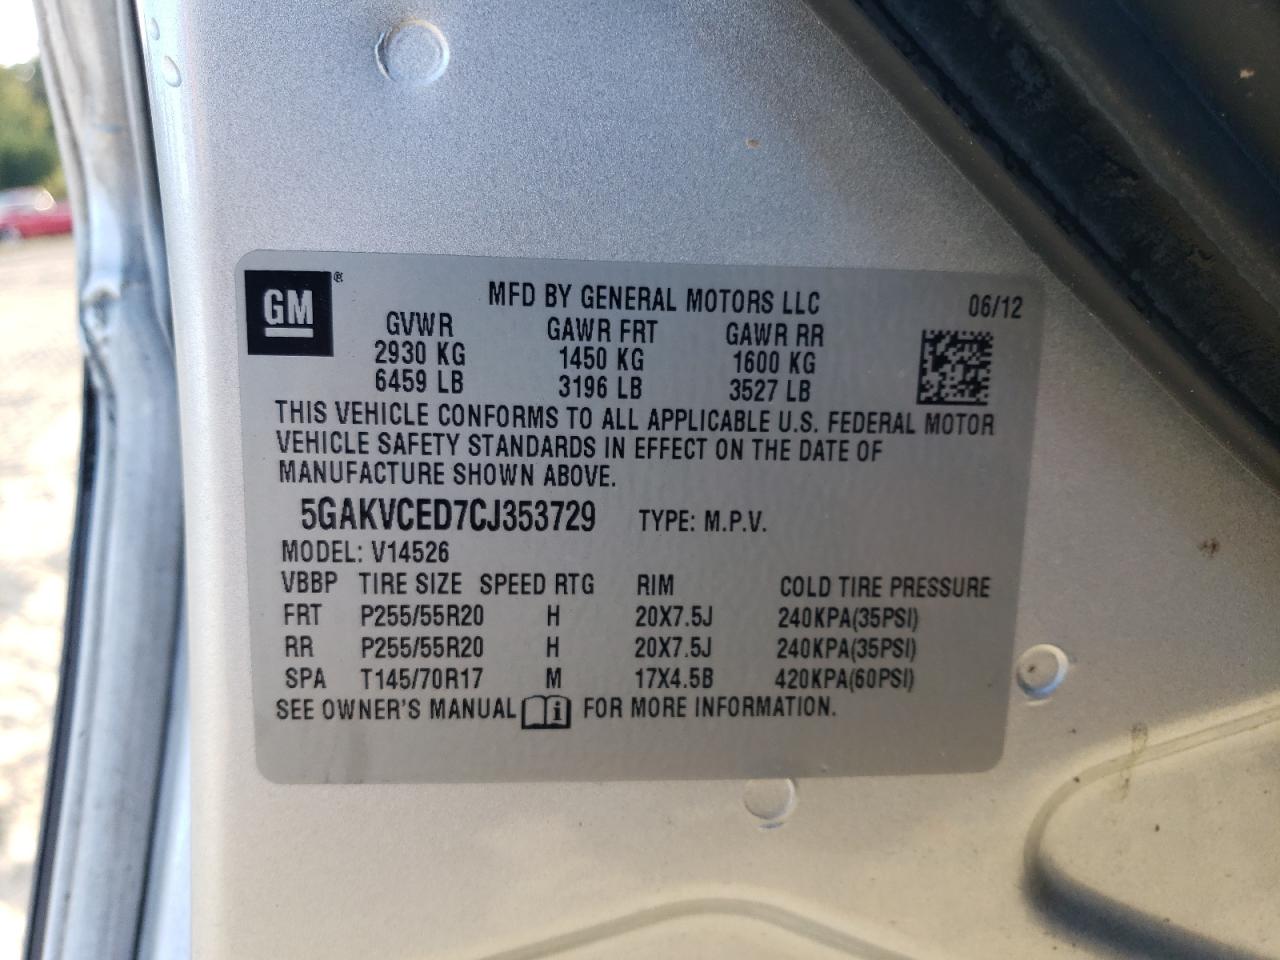 GM ®
MFD BY GENERAL MOTORS LLC 06/12
GVWR GAWR FRT GAWR RR
2930 KG 1450 KG 1600 KG
6459 LB 3196 LB 3527 LB
THIS VEHICLE CONFORMS TO ALL APPLICABLE U.S. FEDERAL MOTOR
VEHICLE SAFETY STANDARDS IN EFFECT ON THE DATE OF
MANUFACTURE SHOWN ABOVE.
5GAKVCED7CJ353729 TYPE: M.P.V.
MODEL: V14526
VBBP TIRE SIZE SPEED RTG RIM COLD TIRE PRESSURE
FRT P255/55R20 H 20X7.5J 240KPA(35PSI)
RR P255/55R20 H 20X7.5J 240KPA(35PSI)
SPA T145/70R17 M 17X4.5B 420KPA(60PSI)
SEE OWNER'S MANUAL i FOR MORE INFORMATION.